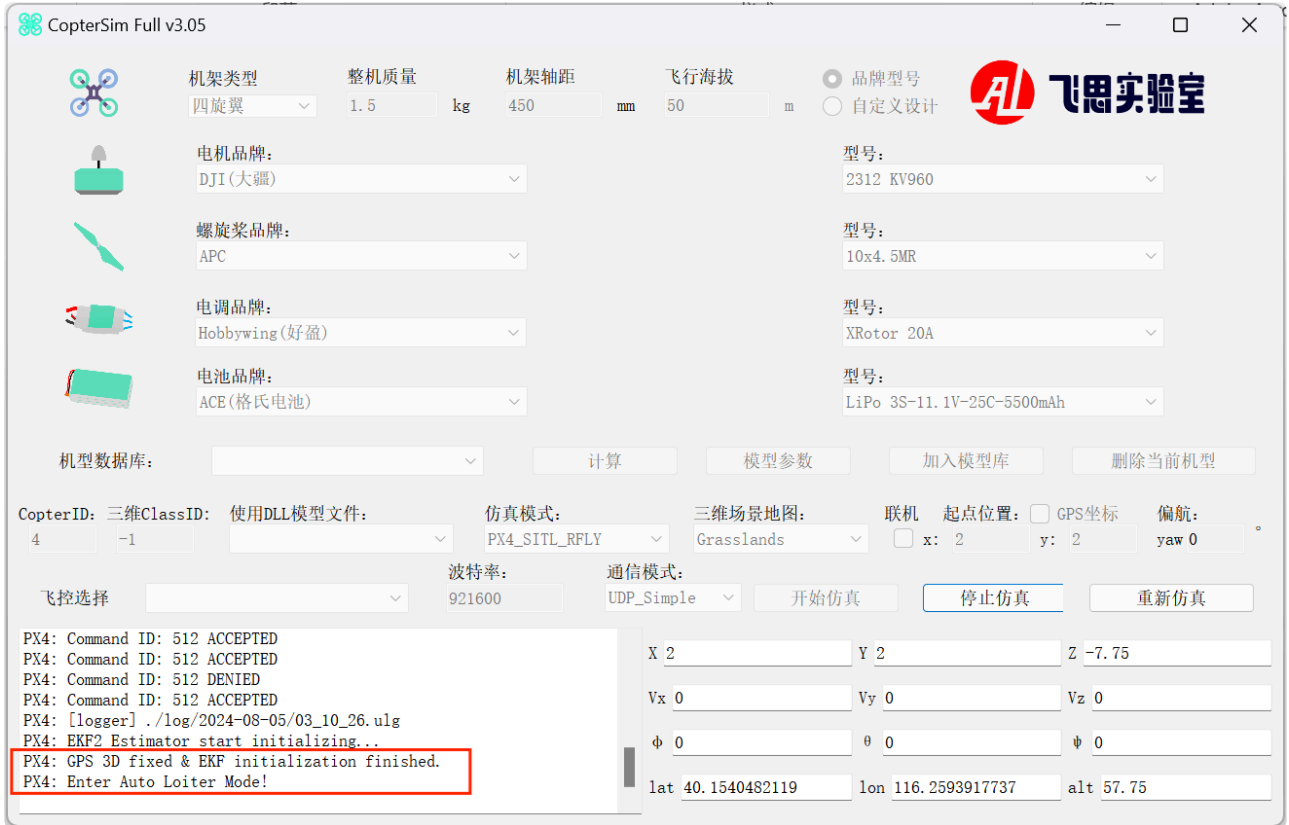 CopterSim Full v3.05
机架类型 整机质量 机架轴距 飞行海拔 品牌型号
四旋翼 1.5 kg 450 mm 50 m 自定义设计
飞思实验室
电机品牌： 型号：
DJI(大疆) 2312 KV960
螺旋桨品牌： 型号：
APC 10x4.5MR
电调品牌： 型号：
Hobbywing(好盈) XRotor 20A
电池品牌： 型号：
ACE(格氏电池) LiPo 3S-11.1V-25C-5500mAh
机型数据库： 计算 模型参数 加入模型库 删除当前机型
CopterID: 三维ClassID: 使用DLL模型文件： 仿真模式： 三维场景地图： 联机 起点位置： GPS坐标 偏航：
4 -1 PX4_SITL_RFLY Grasslands x: 2 y: 2 yaw 0 °
波特率： 通信模式：
飞控选择 921600 UDP_Simple 开始仿真 停止仿真 重新仿真
PX4: Command ID: 512 ACCEPTED
PX4: Command ID: 512 ACCEPTED
PX4: Command ID: 512 DENIED
PX4: Command ID: 512 ACCEPTED
PX4: [logger] ./log/2024-08-05/03_10_26.ulg
PX4: EKF2 Estimator start initializing...
PX4: GPS 3D fixed & EKF initialization finished.
PX4: Enter Auto Loiter Mode!
X 2 Y 2 Z -7.75
Vx 0 Vy 0 Vz 0
ϕ 0 θ 0 ψ 0
lat 40.1540482119 lon 116.2593917737 alt 57.75